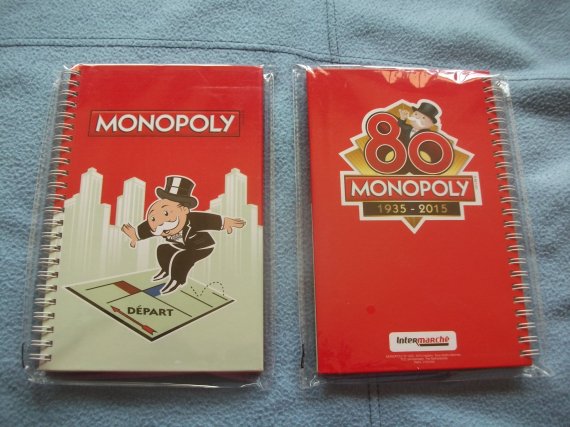 MONOPOLY
DÉPART
80
MONOPOLY
1935 - 2015
Intermarché